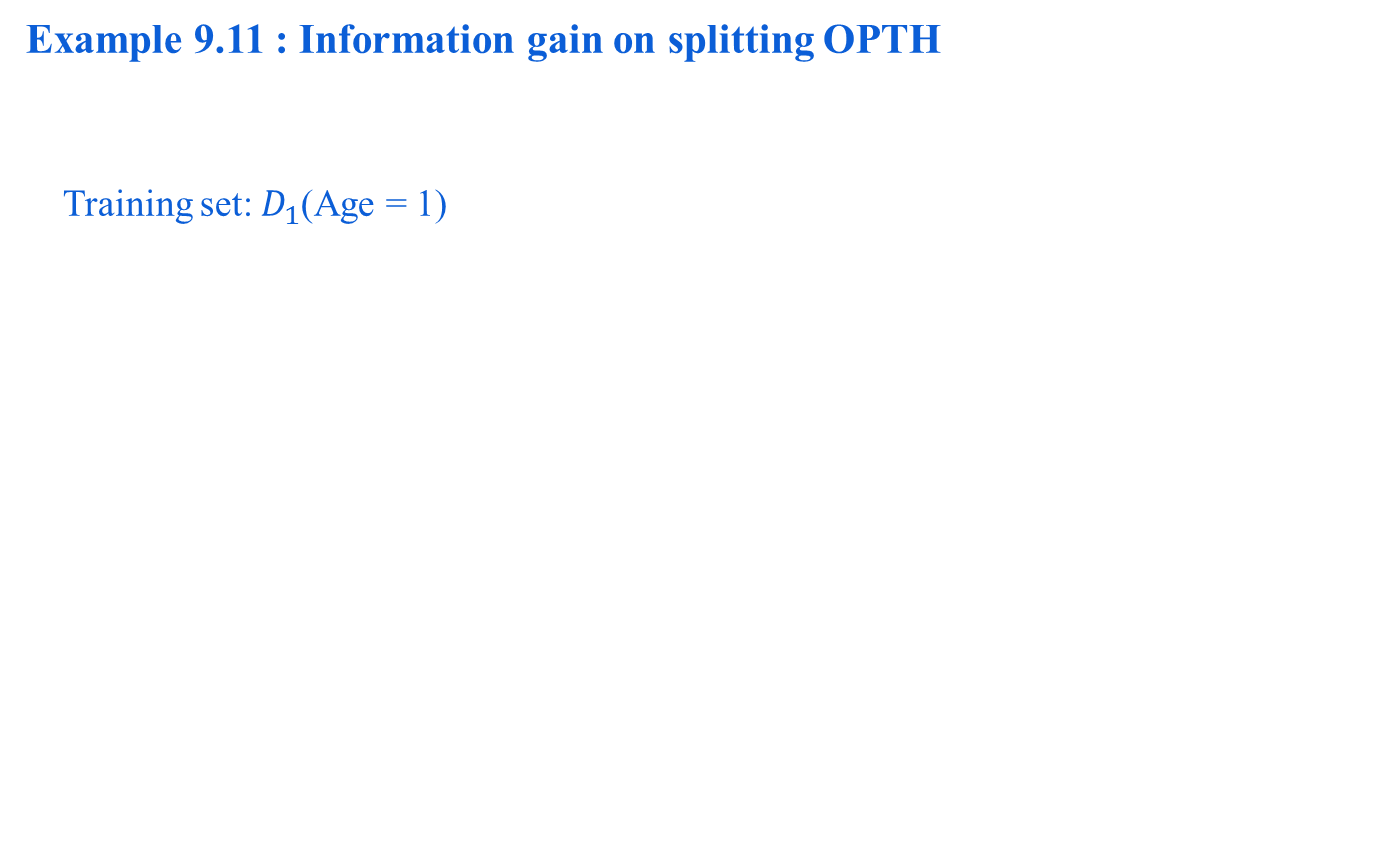 Example 9.11 : Information gain on splitting OPTH
Training set: D₁(Age = 1)